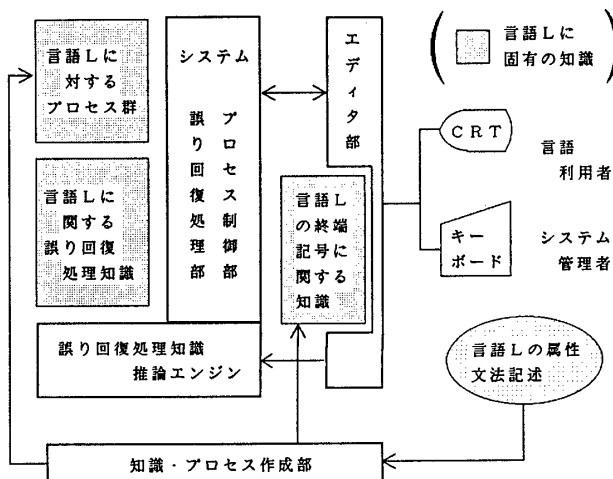 言語Lに
対する
プロセス群
言語Lに
関する
誤り回復
処理知識
システム
プロセス制御部
誤り回復処理部
誤り回復処理知識
推論エンジン
エディタ部
言語L
の終端
記号に
関する
知識
(言語Lに
固有の知識)
CRT
キー
ボード
言語
利用者
システム
管理者
言語Lの属性
文法記述
知識・プロセス作成部